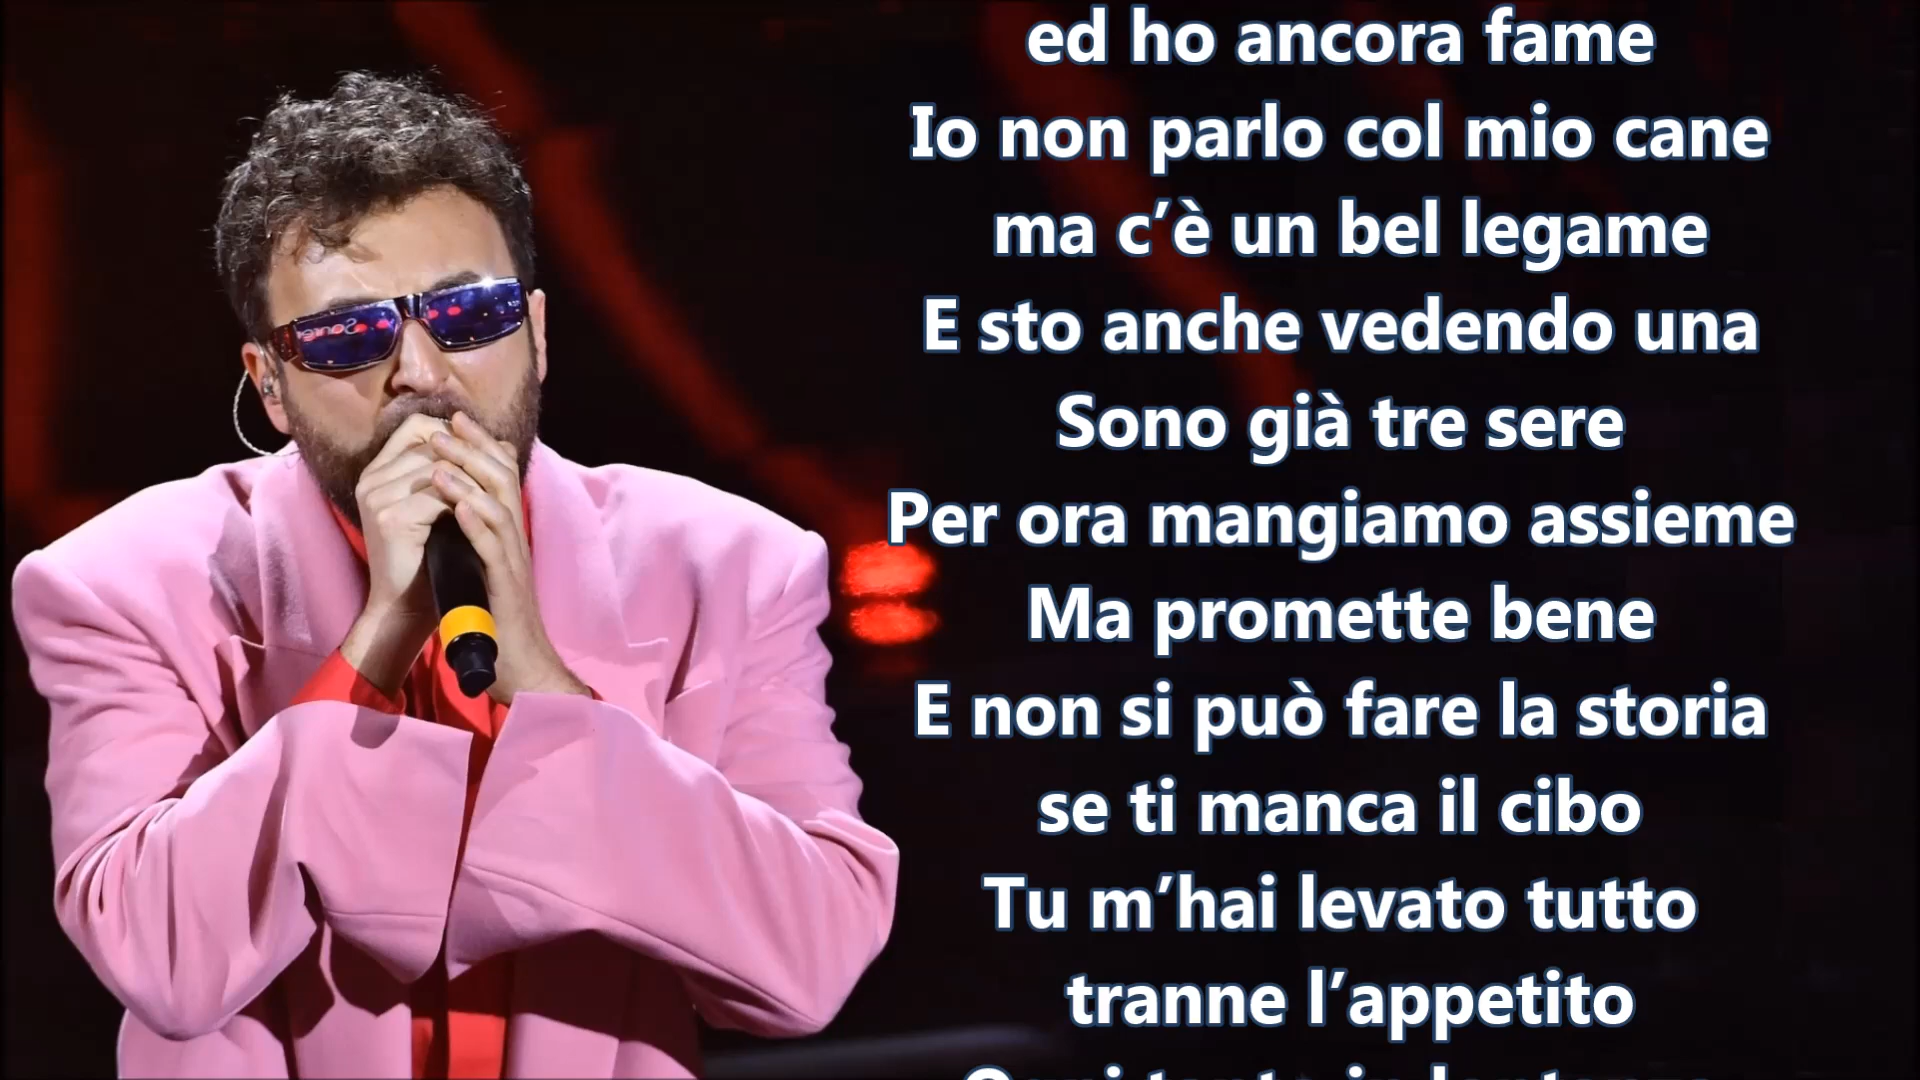 ed ho ancora fame
Io non parlo col mio cane
ma c’è un bel legame
E sto anche vedendo una
Sono già tre sere
Per ora mangiamo assieme
Ma promette bene
E non si può fare la storia
se ti manca il cibo
Tu m’hai levato tutto
tranne l’appetito